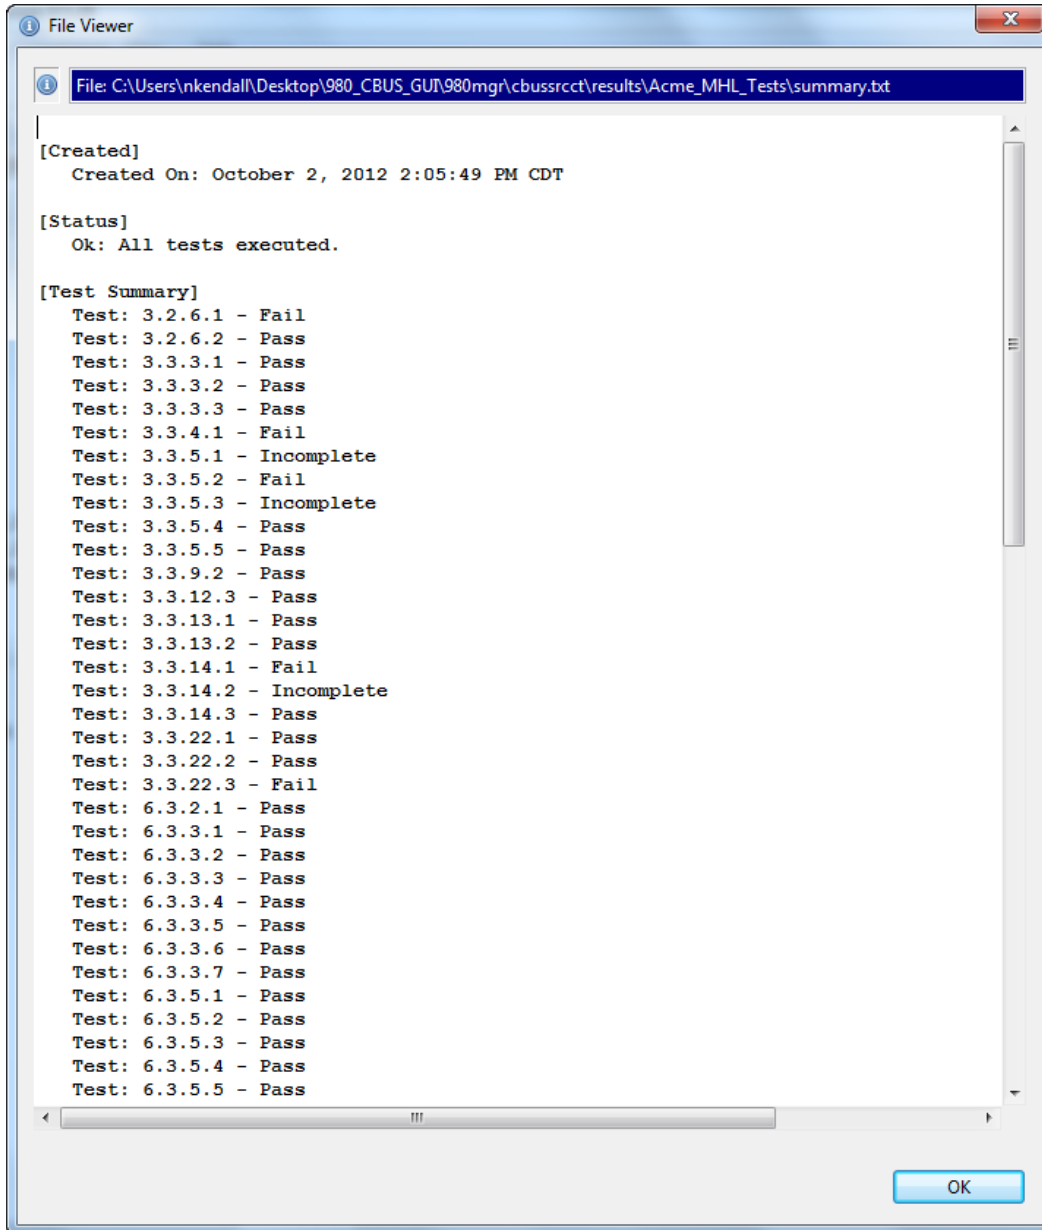 File Viewer
File: C:\Users\nkendall\Desktop\980_CBUS_GUI\980mgr\cbussrcct\results\Acme_MHL_Tests\summary.txt
[Created]
Created On: October 2, 2012 2:05:49 PM CDT
[Status]
Ok: All tests executed.
[Test Summary]
Test: 3.2.6.1 - Fail
Test: 3.2.6.2 - Pass
Test: 3.3.3.1 - Pass
Test: 3.3.3.2 - Pass
Test: 3.3.3.3 - Pass
Test: 3.3.4.1 - Fail
Test: 3.3.5.1 - Incomplete
Test: 3.3.5.2 - Fail
Test: 3.3.5.3 - Incomplete
Test: 3.3.5.4 - Pass
Test: 3.3.5.5 - Pass
Test: 3.3.9.2 - Pass
Test: 3.3.12.3 - Pass
Test: 3.3.13.1 - Pass
Test: 3.3.13.2 - Pass
Test: 3.3.14.1 - Fail
Test: 3.3.14.2 - Incomplete
Test: 3.3.14.3 - Pass
Test: 3.3.22.1 - Pass
Test: 3.3.22.2 - Pass
Test: 3.3.22.3 - Fail
Test: 6.3.2.1 - Pass
Test: 6.3.3.1 - Pass
Test: 6.3.3.2 - Pass
Test: 6.3.3.3 - Pass
Test: 6.3.3.4 - Pass
Test: 6.3.3.5 - Pass
Test: 6.3.3.6 - Pass
Test: 6.3.3.7 - Pass
Test: 6.3.5.1 - Pass
Test: 6.3.5.2 - Pass
Test: 6.3.5.3 - Pass
Test: 6.3.5.4 - Pass
Test: 6.3.5.5 - Pass
OK